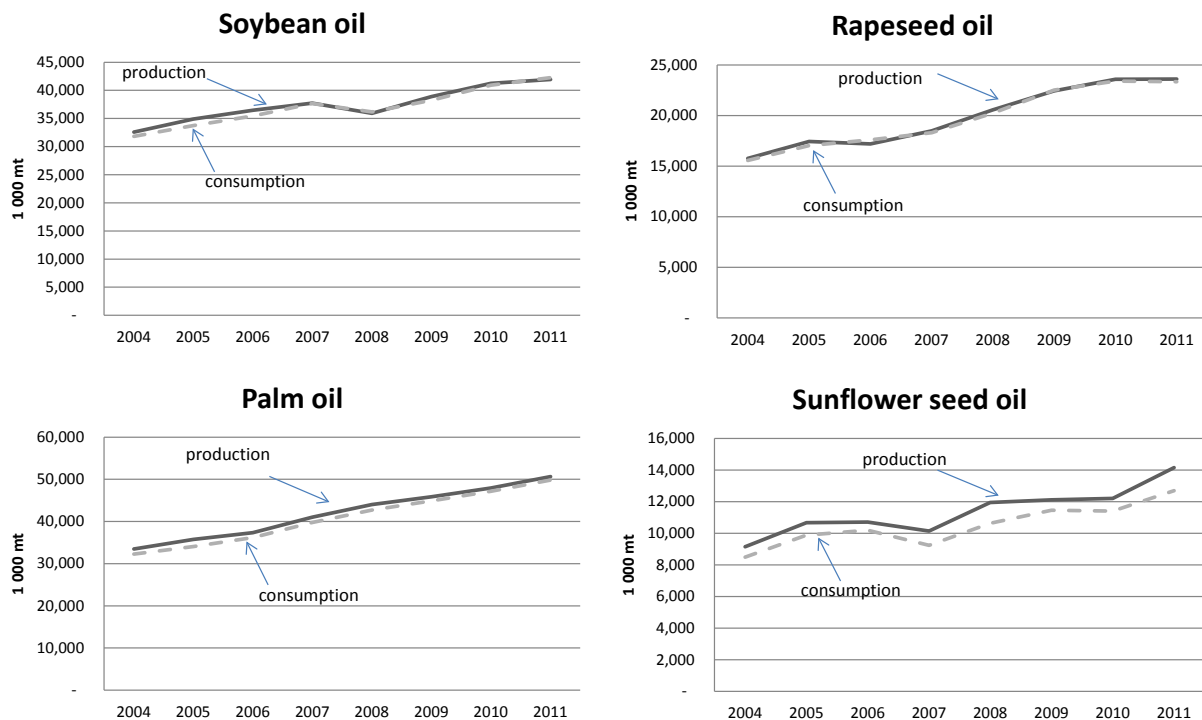 Soybean oil
45,000
40,000
35,000
30,000
25,000
20,000
15,000
10,000
5,000
-
1 000 mt
production
consumption
2004 2005 2006 2007 2008 2009 2010 2011
Rapeseed oil
25,000
20,000
15,000
10,000
5,000
-
1 000 mt
production
consumption
2004 2005 2006 2007 2008 2009 2010 2011
Palm oil
60,000
50,000
40,000
30,000
20,000
10,000
-
1 000 mt
production
consumption
2004 2005 2006 2007 2008 2009 2010 2011
Sunflower seed oil
16,000
14,000
12,000
10,000
8,000
6,000
4,000
2,000
-
1 000 mt
production
consumption
2004 2005 2006 2007 2008 2009 2010 2011